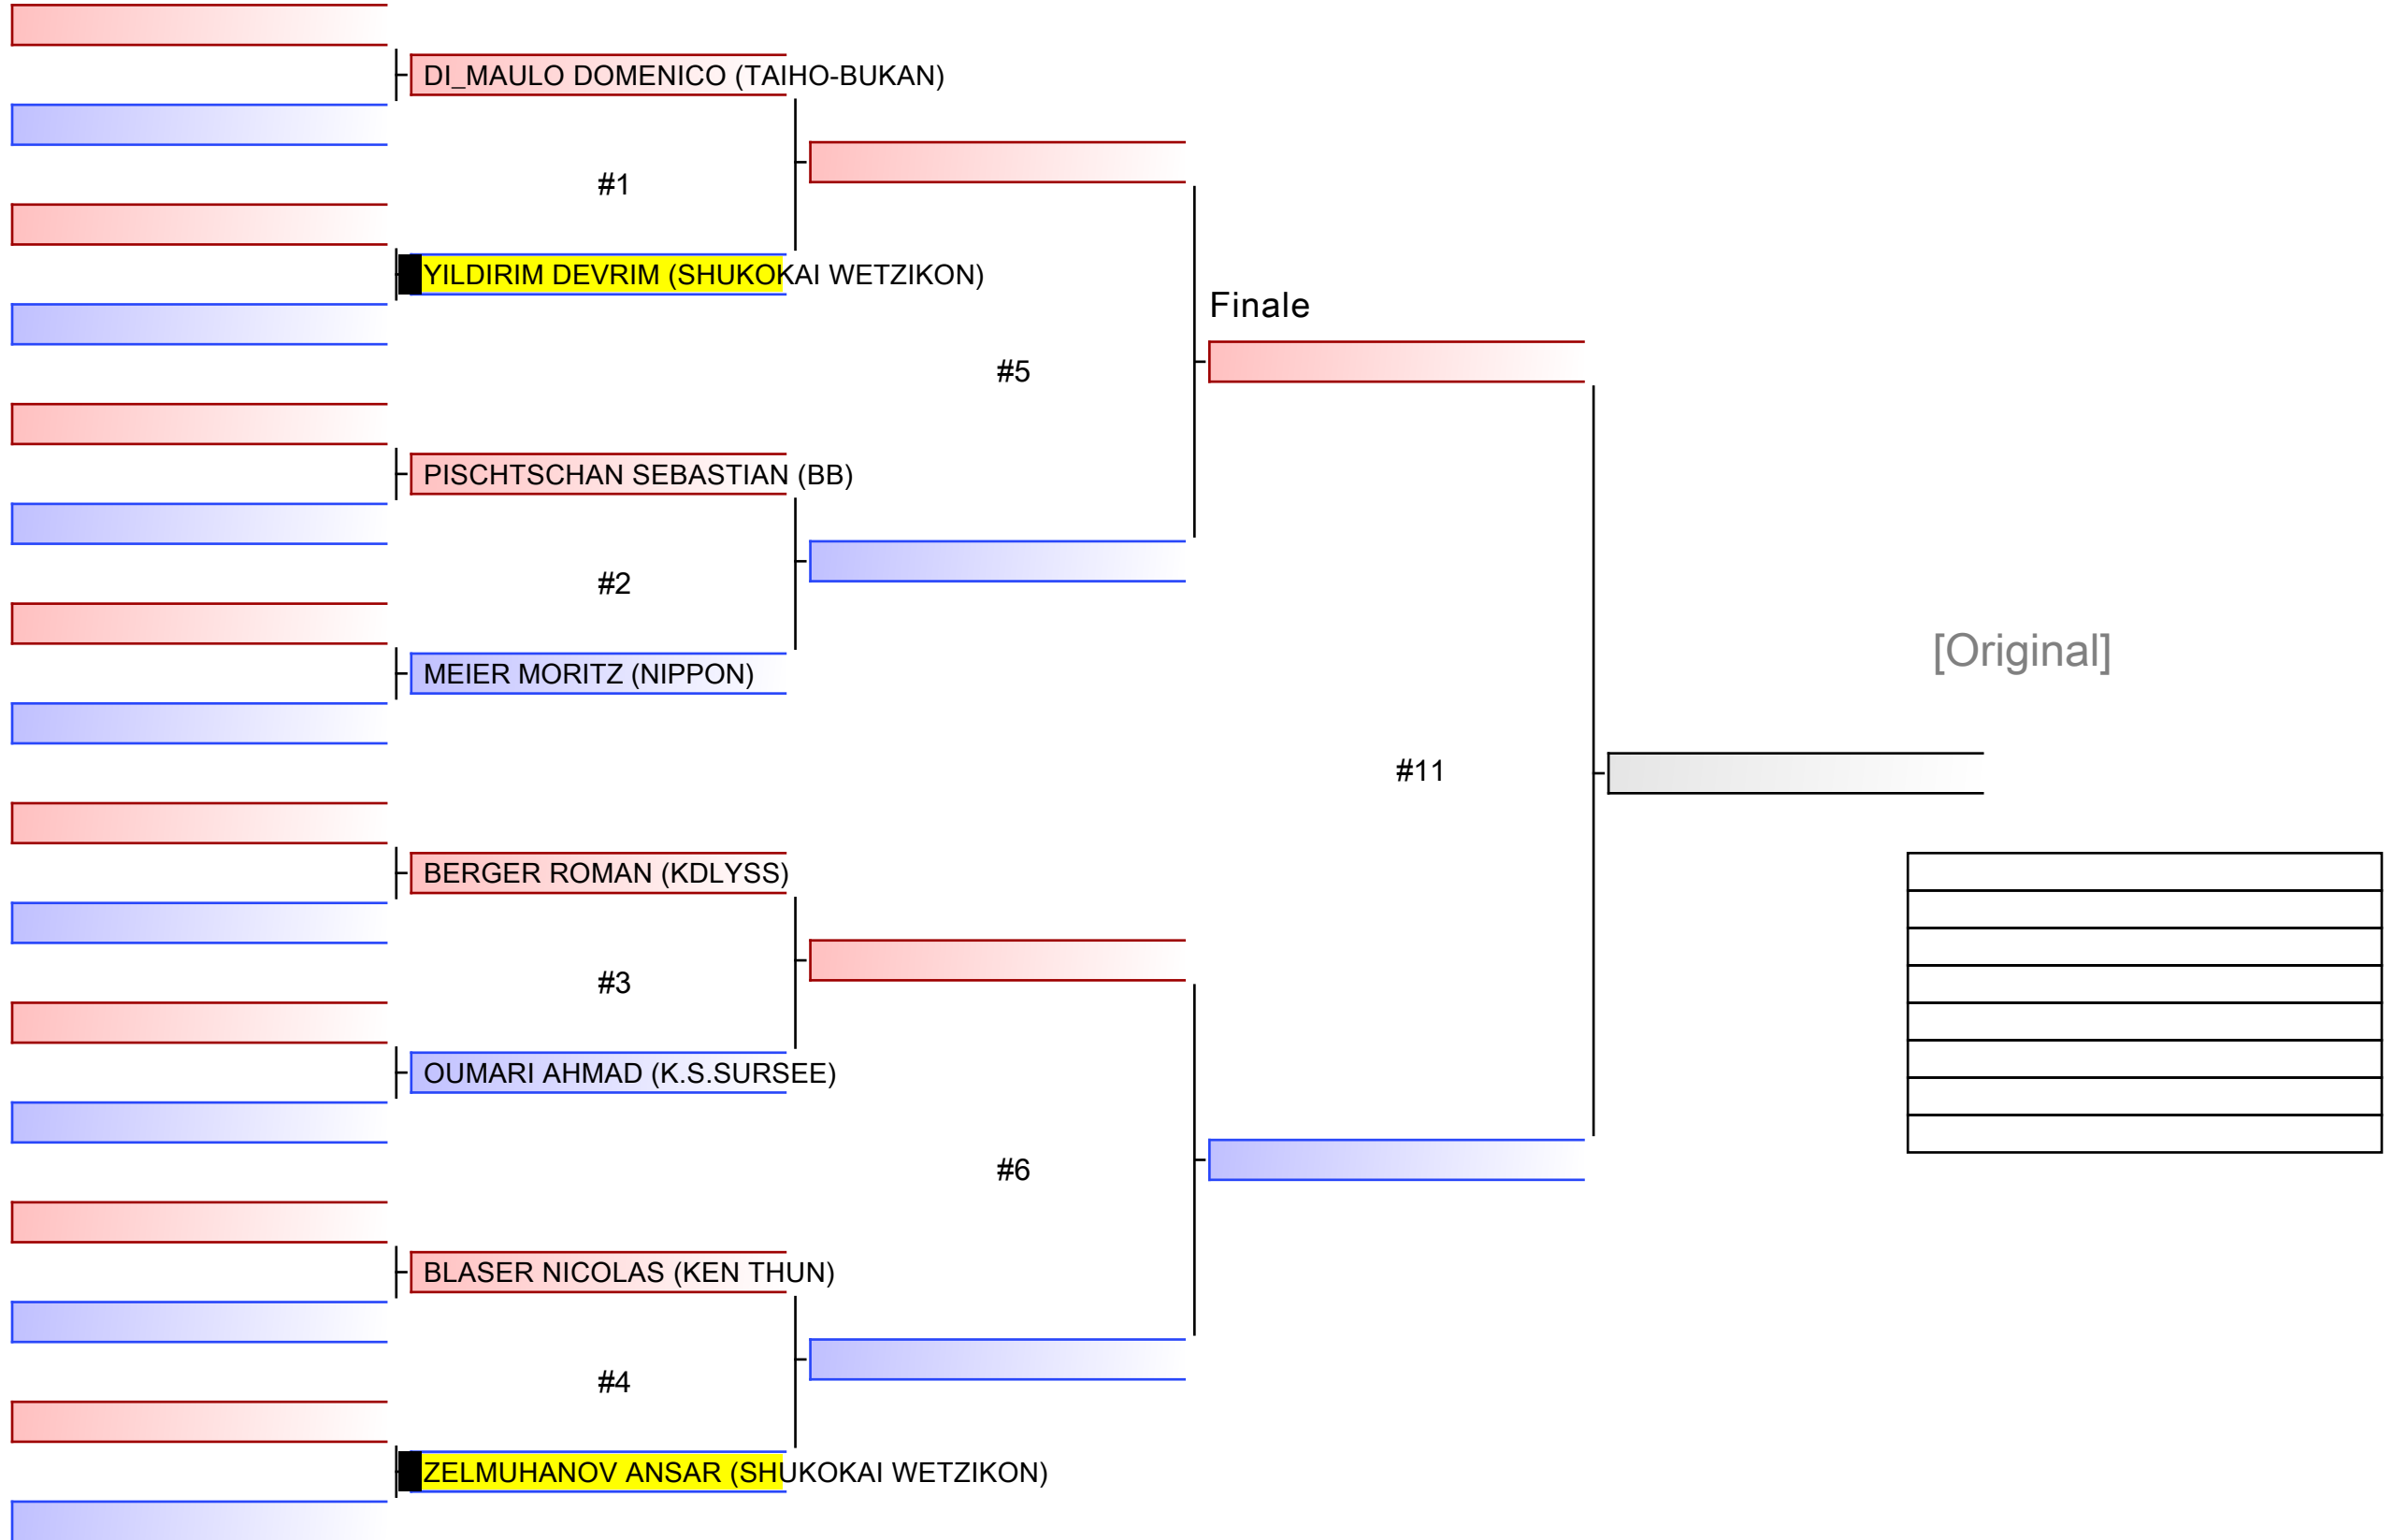 DI_MAULO DOMENICO (TAIHO-BUKAN)
#1
YILDIRIM DEVRIM (SHUKOKAI WETZIKON)
Finale
#5
PISCHTSCHAN SEBASTIAN (BB)
#2
MEIER MORITZ (NIPPON)
[Original]
#11
BERGER ROMAN (KDLYSS)
#3
OUMARI AHMAD (K.S.SURSEE)
#6
BLASER NICOLAS (KEN THUN)
#4
ZELMUHANOV ANSAR (SHUKOKAI WETZIKON)